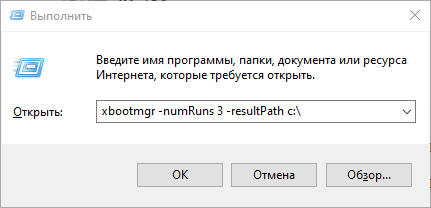 Выполнить
Введите имя программы, папки, документа или ресурса
Интернета, которые требуется открыть.
Открыть:
xbootmgr -numRuns 3 -resultPath c:\
ОК
Отмена
Обзор...